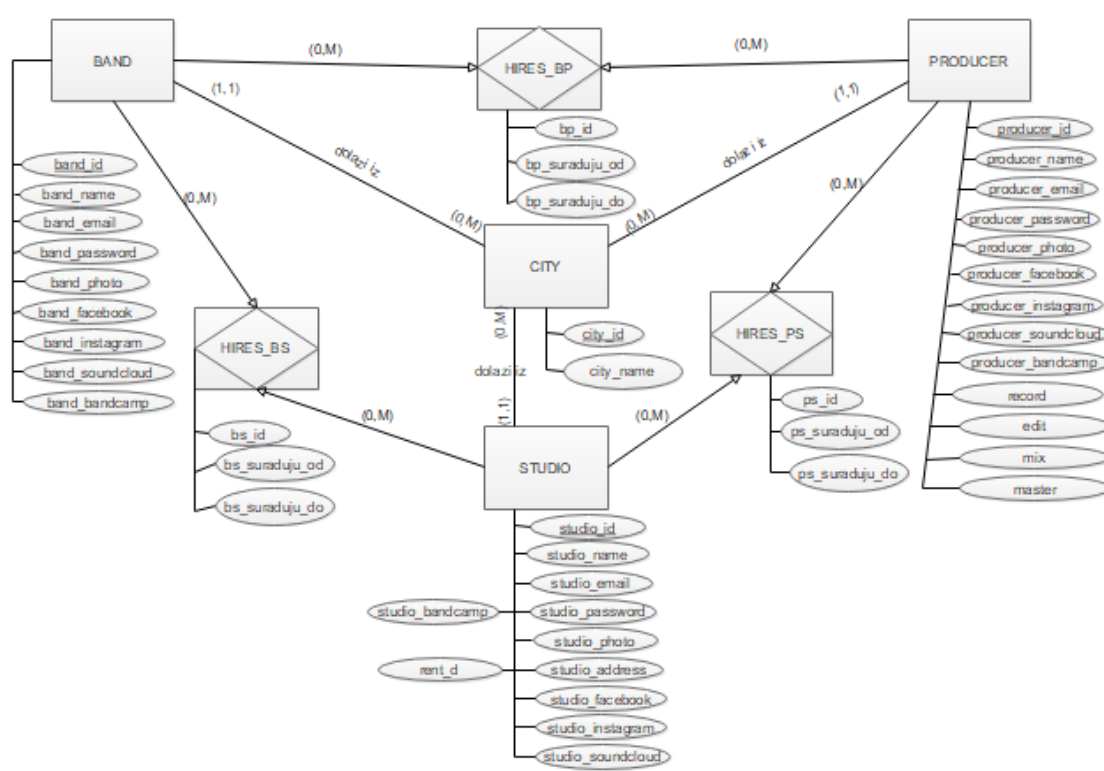 BAND
HIRES_BP
PRODUCER
(0,M)
(0,M)
(1,1)
(1,1)
bp_id
bp_suraduju_od
bp_suraduju_do
dolazi iz
dolazi iz
band_id
band_name
band_email
band_password
band_photo
band_facebook
band_instagram
band_soundcloud
band_bandcamp
producer_id
producer_name
producer_email
producer_password
producer_photo
producer_facebook
producer_instagram
producer_soundcloud
producer_bandcamp
record
edit
mix
master
(0,M)
(0,M)
(0,M)
(0,M)
CITY
(0,M)
city_id
city_name
dolazi iz
(1,1)
HIRES_BS
bs_id
bs_suraduju_od
bs_suraduju_do
HIRES_PS
ps_id
ps_suraduju_od
ps_suraduju_do
(0,M)
(0,M)
STUDIO
studio_id
studio_name
studio_email
studio_bandcamp
studio_password
studio_photo
rent_d
studio_address
studio_facebook
studio_instagram
studio_soundcloud